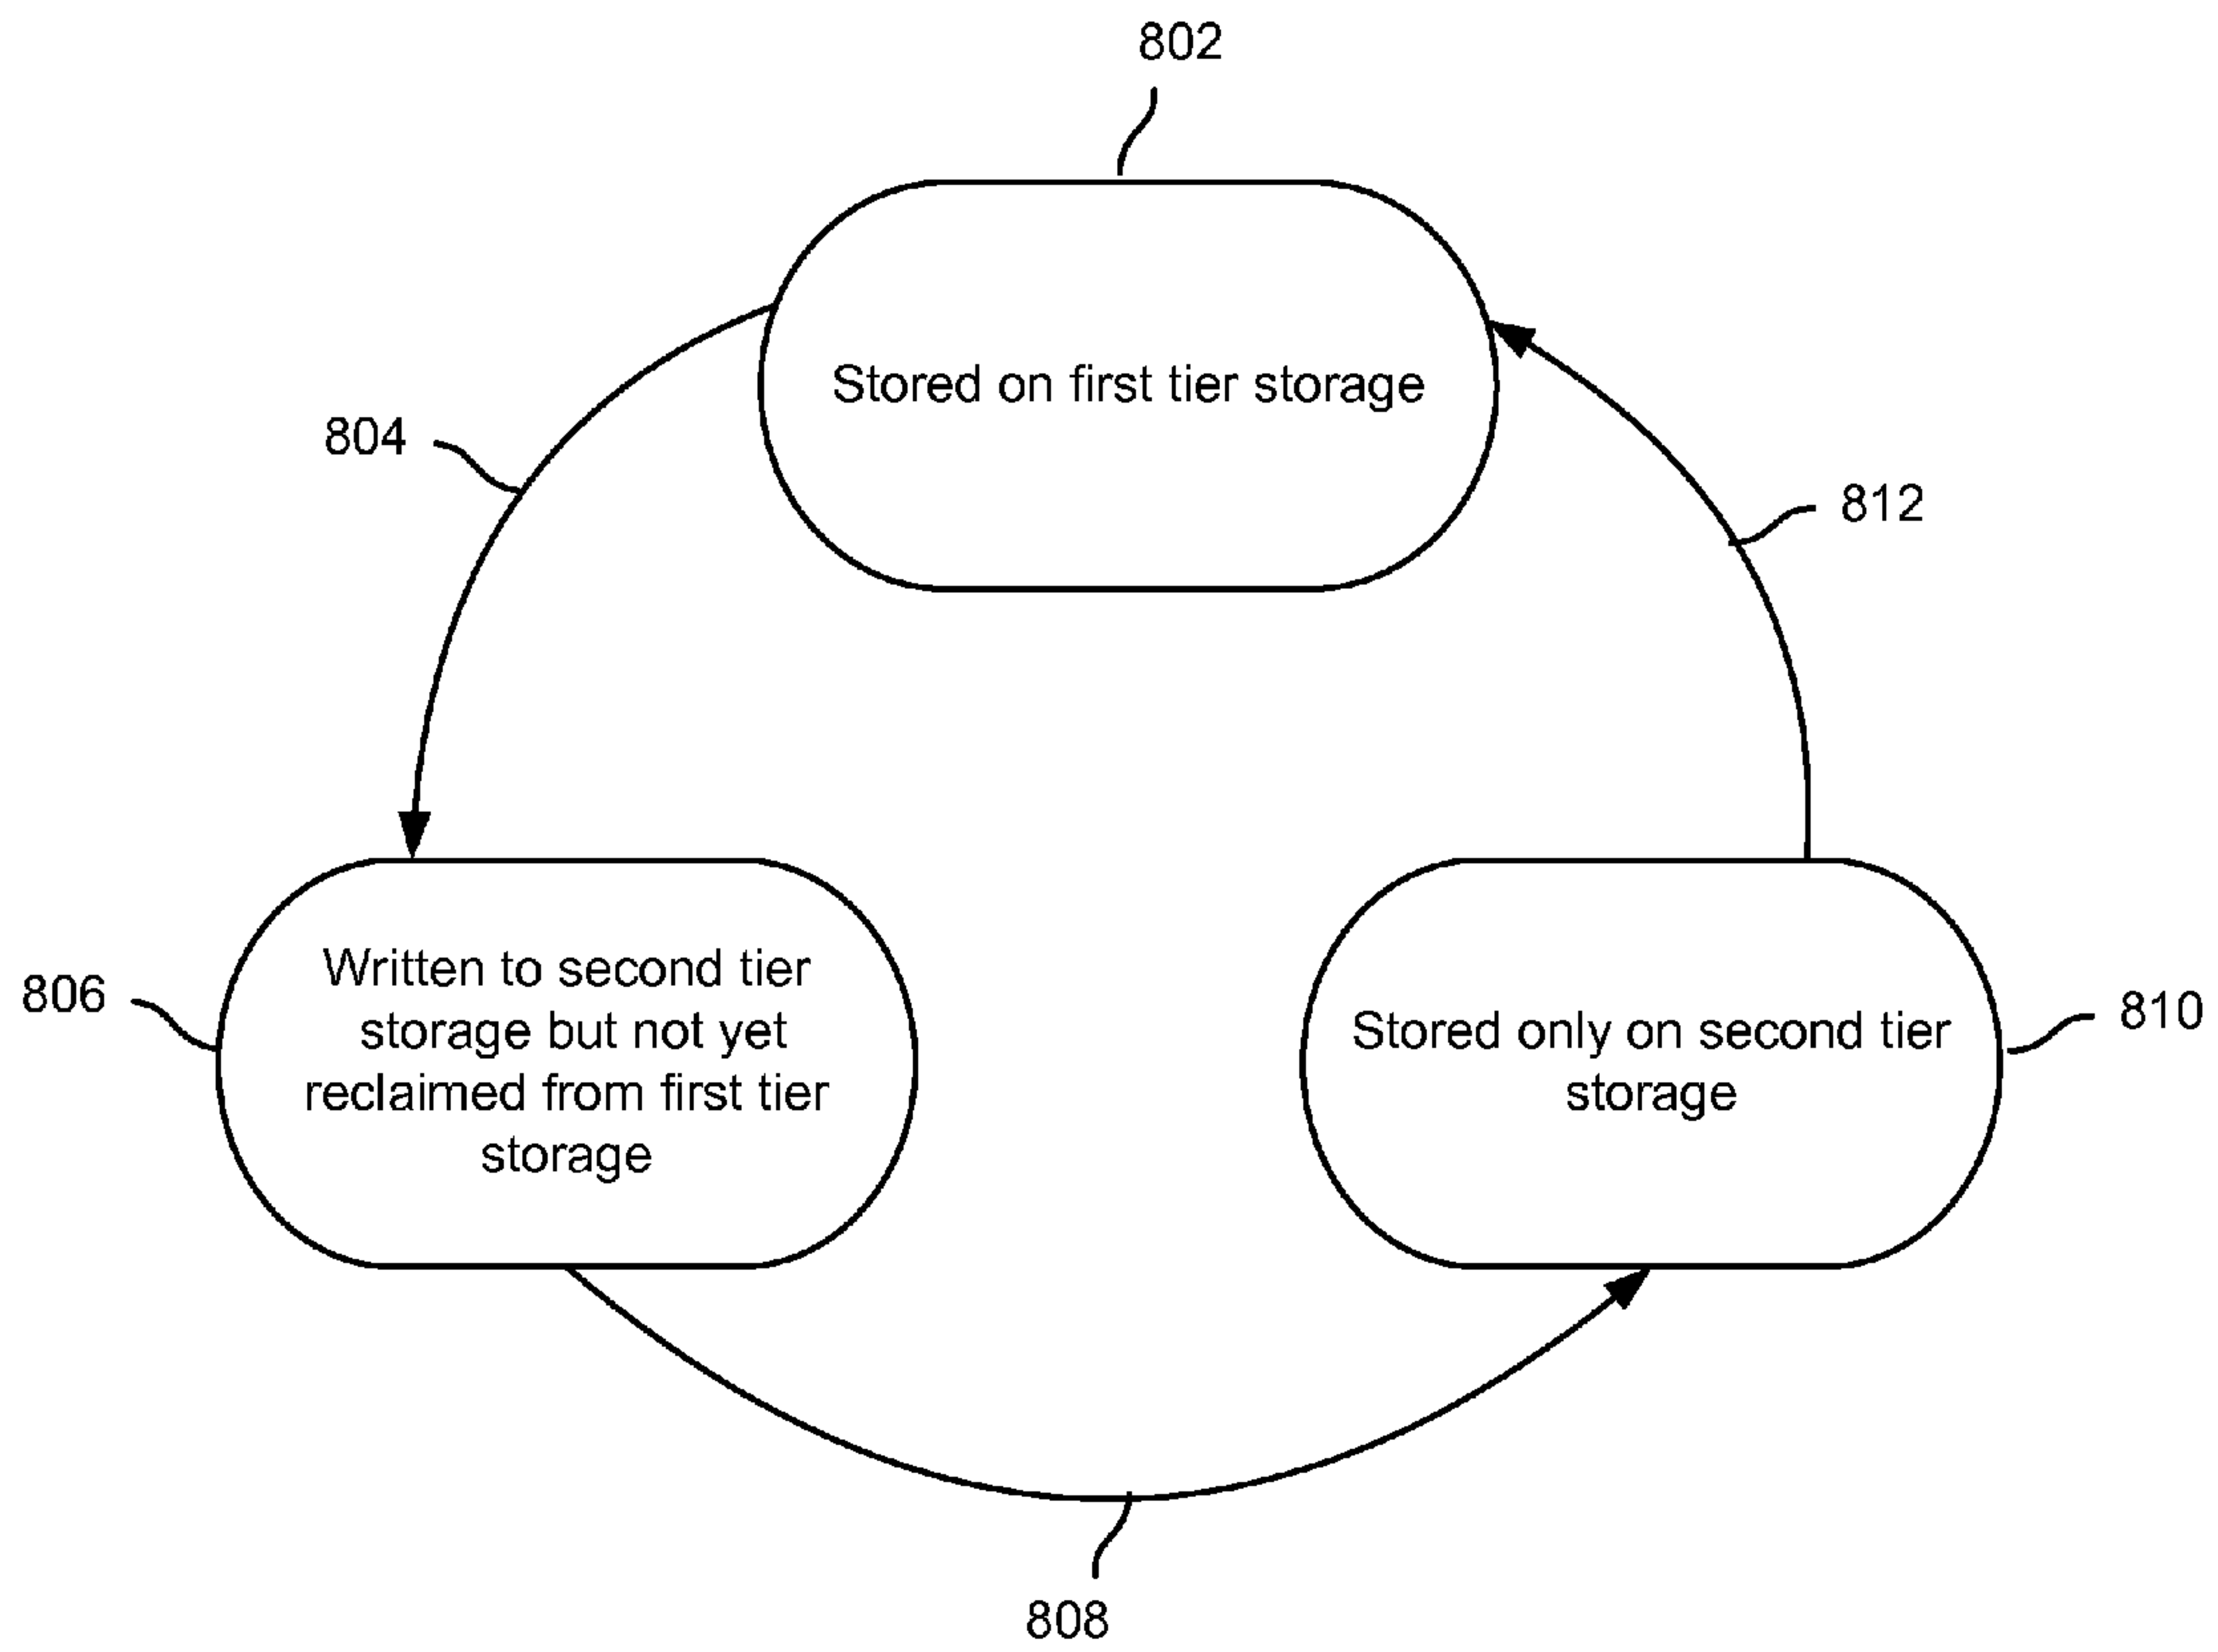 802
Stored on first tier storage
804
812
Written to second tier
storage but not yet
reclaimed from first tier
storage
806
Stored only on second tier
storage
810
808